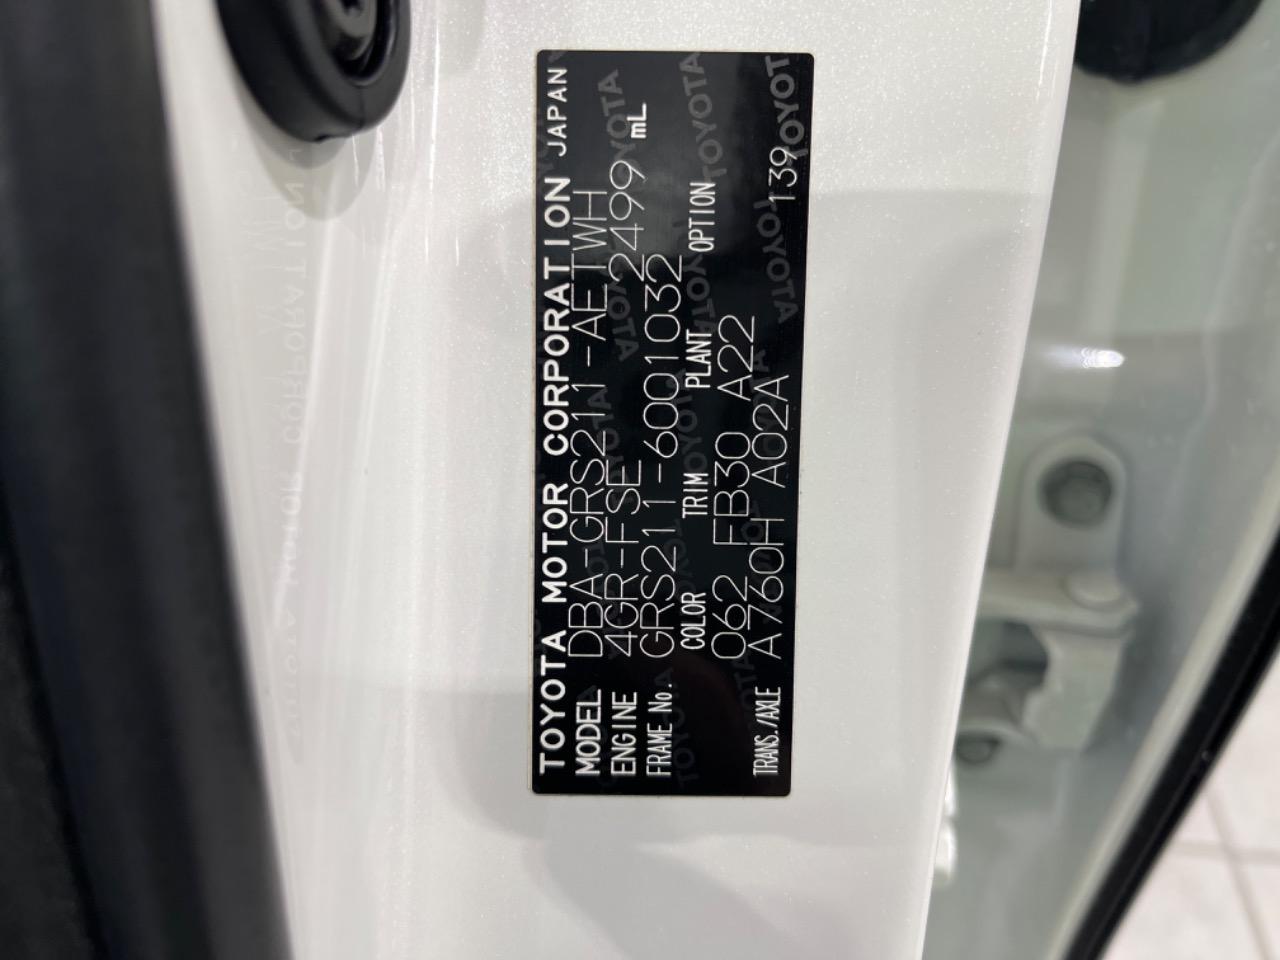 TOYOTA MOTOR CORPORATION JAPAN
MODEL DBA-GRS211-AETWH
ENGINE 4GR-FSE 2499 mL
FRAME No. GRS211-6001032
COLOR TRIM PLANT OPTION
062 FB30 A22
TRANS./AXLE A760H A02A 139